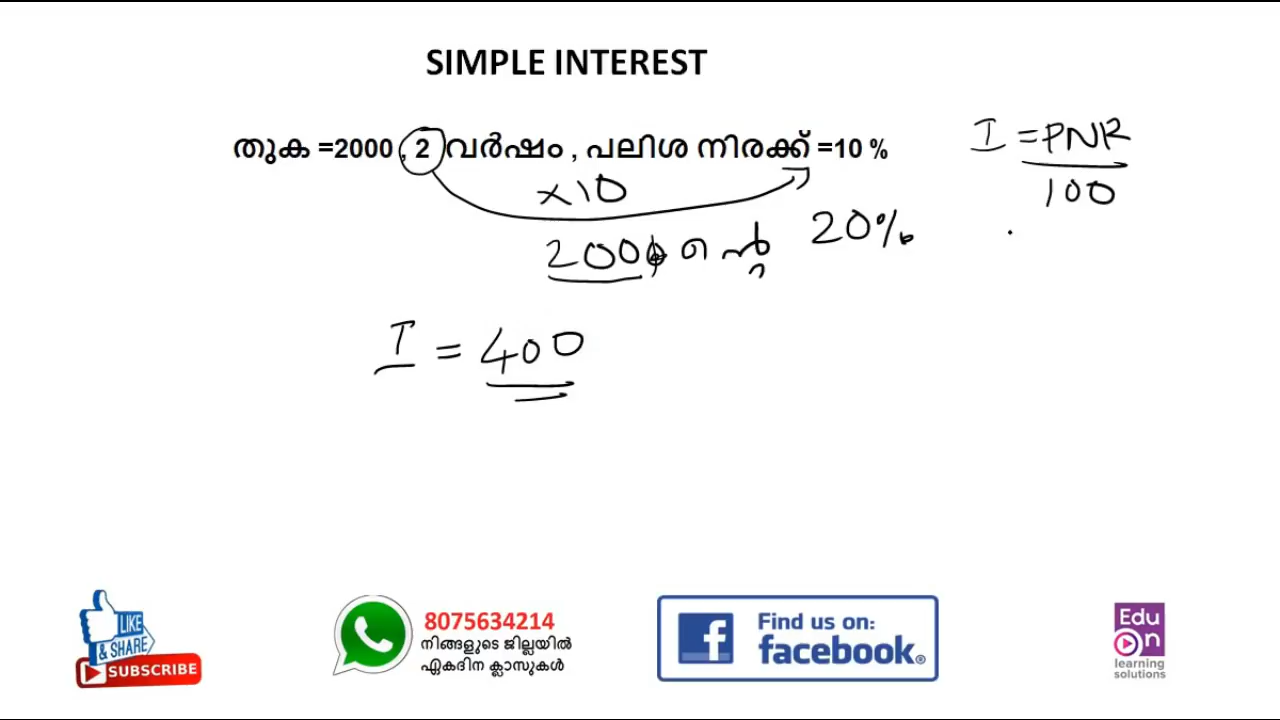 SIMPLE INTEREST
തുക =2000 , 2 വർഷം , പലിശ നിരക്ക് =10 %
I = PNR
100
×10
2000 ന്റെ 20%
I = 400
LIKE
& SHARE
SUBSCRIBE
8075634214
നിങ്ങളുടെ ജില്ലയിൽ
ഏകദിന ക്ലാസുകൾ
f
Find us on:
facebook®
Edu
On
learning
solutions